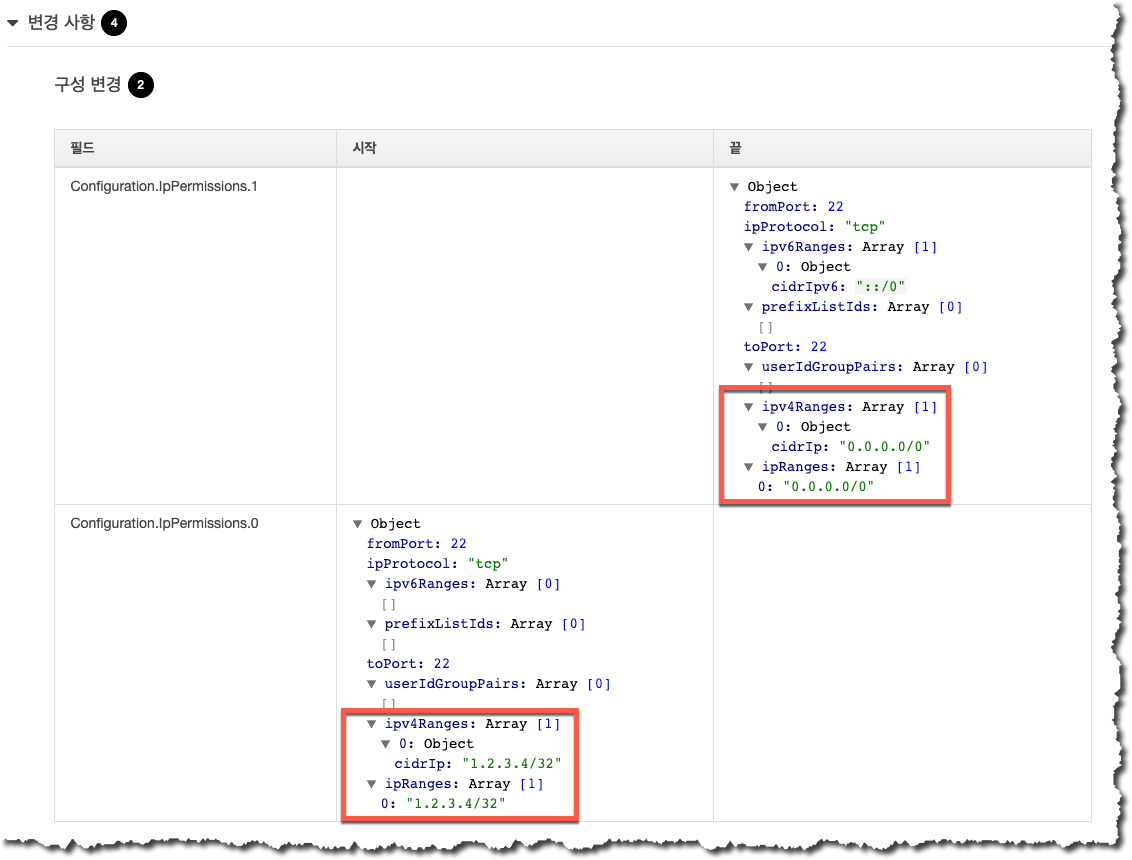 ▼ 변경 사항 4
구성 변경 2
필드 시작 끝
Configuration.IpPermissions.1
▼ Object
fromPort: 22
ipProtocol: "tcp"
▼ ipv6Ranges: Array [1]
▼ 0: Object
cidrIpv6: "::/0"
▼ prefixListIds: Array [0]
[]
toPort: 22
▼ userIdGroupPairs: Array [0]
[]
▼ ipv4Ranges: Array [1]
▼ 0: Object
cidrIp: "0.0.0.0/0"
▼ ipRanges: Array [1]
0: "0.0.0.0/0"
Configuration.IpPermissions.0
▼ Object
fromPort: 22
ipProtocol: "tcp"
▼ ipv6Ranges: Array [0]
[]
▼ prefixListIds: Array [0]
[]
toPort: 22
▼ userIdGroupPairs: Array [0]
[]
▼ ipv4Ranges: Array [1]
▼ 0: Object
cidrIp: "1.2.3.4/32"
▼ ipRanges: Array [1]
0: "1.2.3.4/32"